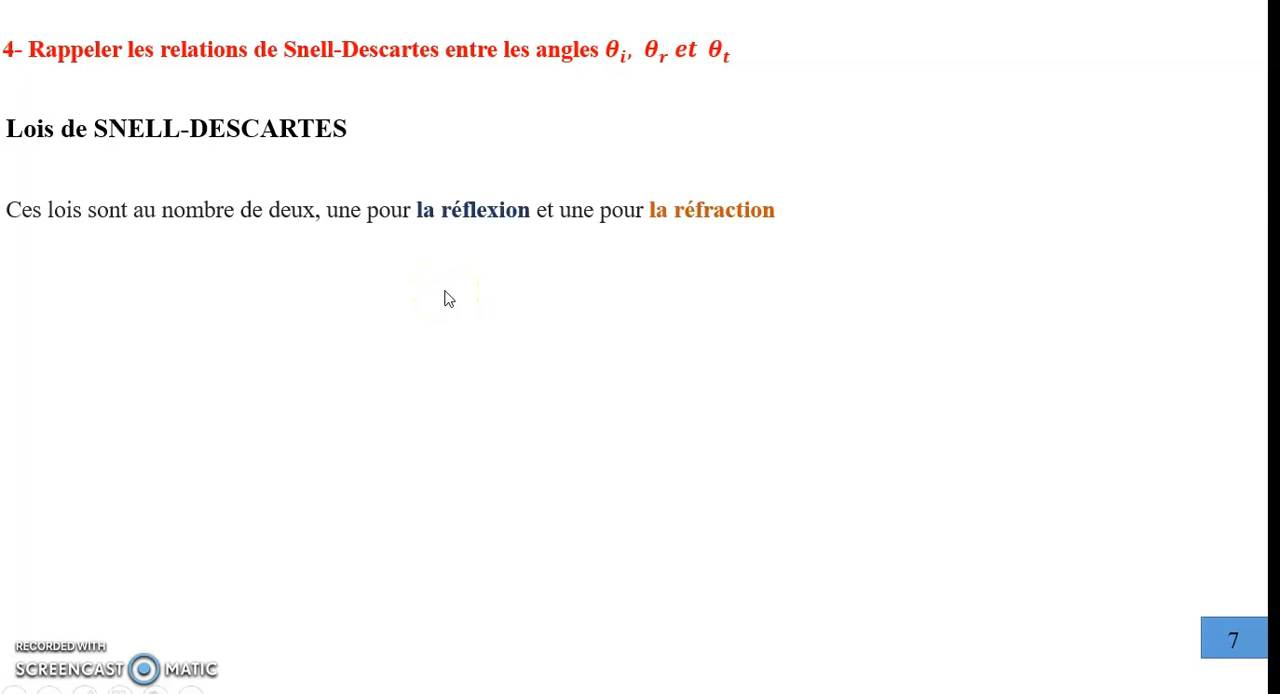 4- Rappeler les relations de Snell-Descartes entre les angles θᵢ, θᵣ et θₜ
Lois de SNELL-DESCARTES
Ces lois sont au nombre de deux, une pour la réflexion et une pour la réfraction
7
RECORDED WITH
SCREENCAST MATIC